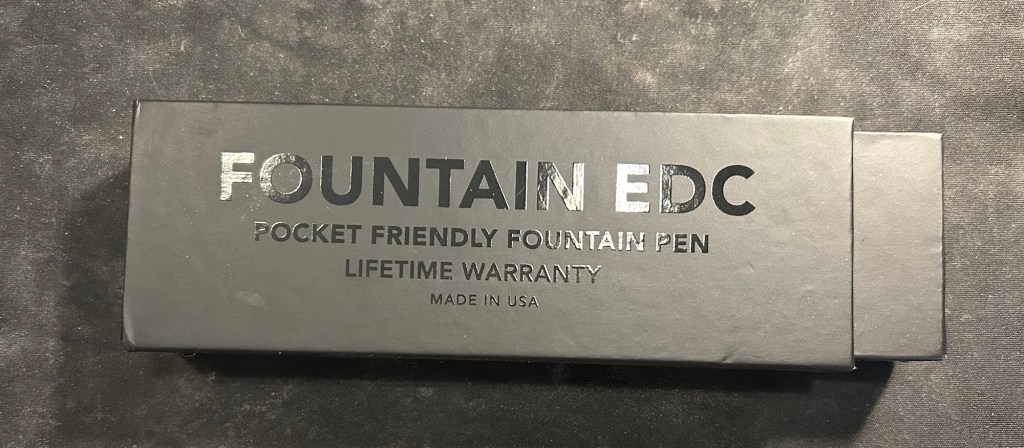 FOUNTAIN EDC
POCKET FRIENDLY FOUNTAIN PEN
LIFETIME WARRANTY
MADE IN USA